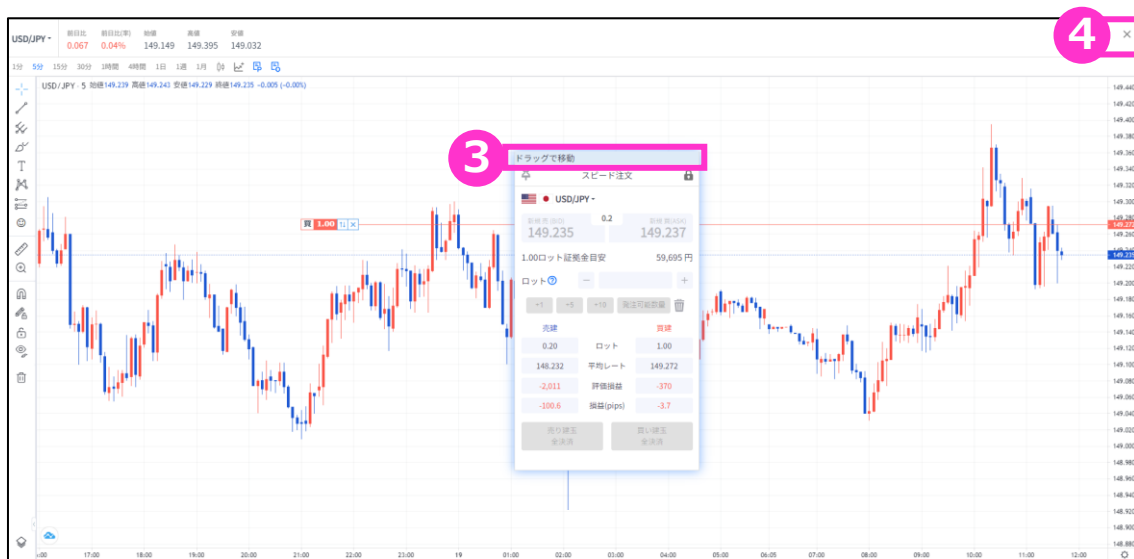 USD/JPY
前日比 前日比(率) 始値 高値 安値
0.067 0.04% 149.149 149.395 149.032
4
×
1分 5分 15分 30分 1時間 4時間 1日 1週 1月
USD/JPY · 5 始値149.239 高値149.243 安値149.229 終値149.235 -0.005 (-0.00%)
3
ドラッグで移動
スピード注文
USD/JPY
新規 売(BID) 0.2 新規 買(ASK)
149.235 149.237
1.00ロット証拠金目安 59,695 円
ロット ? − +
+1 +5 +10 発注可能数量
売建 買建
0.20 ロット 1.00
148.232 平均レート 149.272
-2,011 評価損益 -370
-100.6 損益(pips) -3.7
売り建玉 買い建玉
全決済 全決済
買 1.00 ×
T
149.440
149.420
149.400
149.380
149.360
149.340
149.320
149.300
149.272
149.260
149.235
149.200
149.180
149.160
149.140
149.120
149.100
149.080
149.060
149.040
149.020
149.000
148.980
148.960
148.940
148.920
148.900
148.880
17:00 18:00 19:00 20:00 21:00 22:00 23:00 19 01:00 02:00 03:00 04:00 05:00 06:05 07:00 08:00 09:00 10:00 11:00 12:00